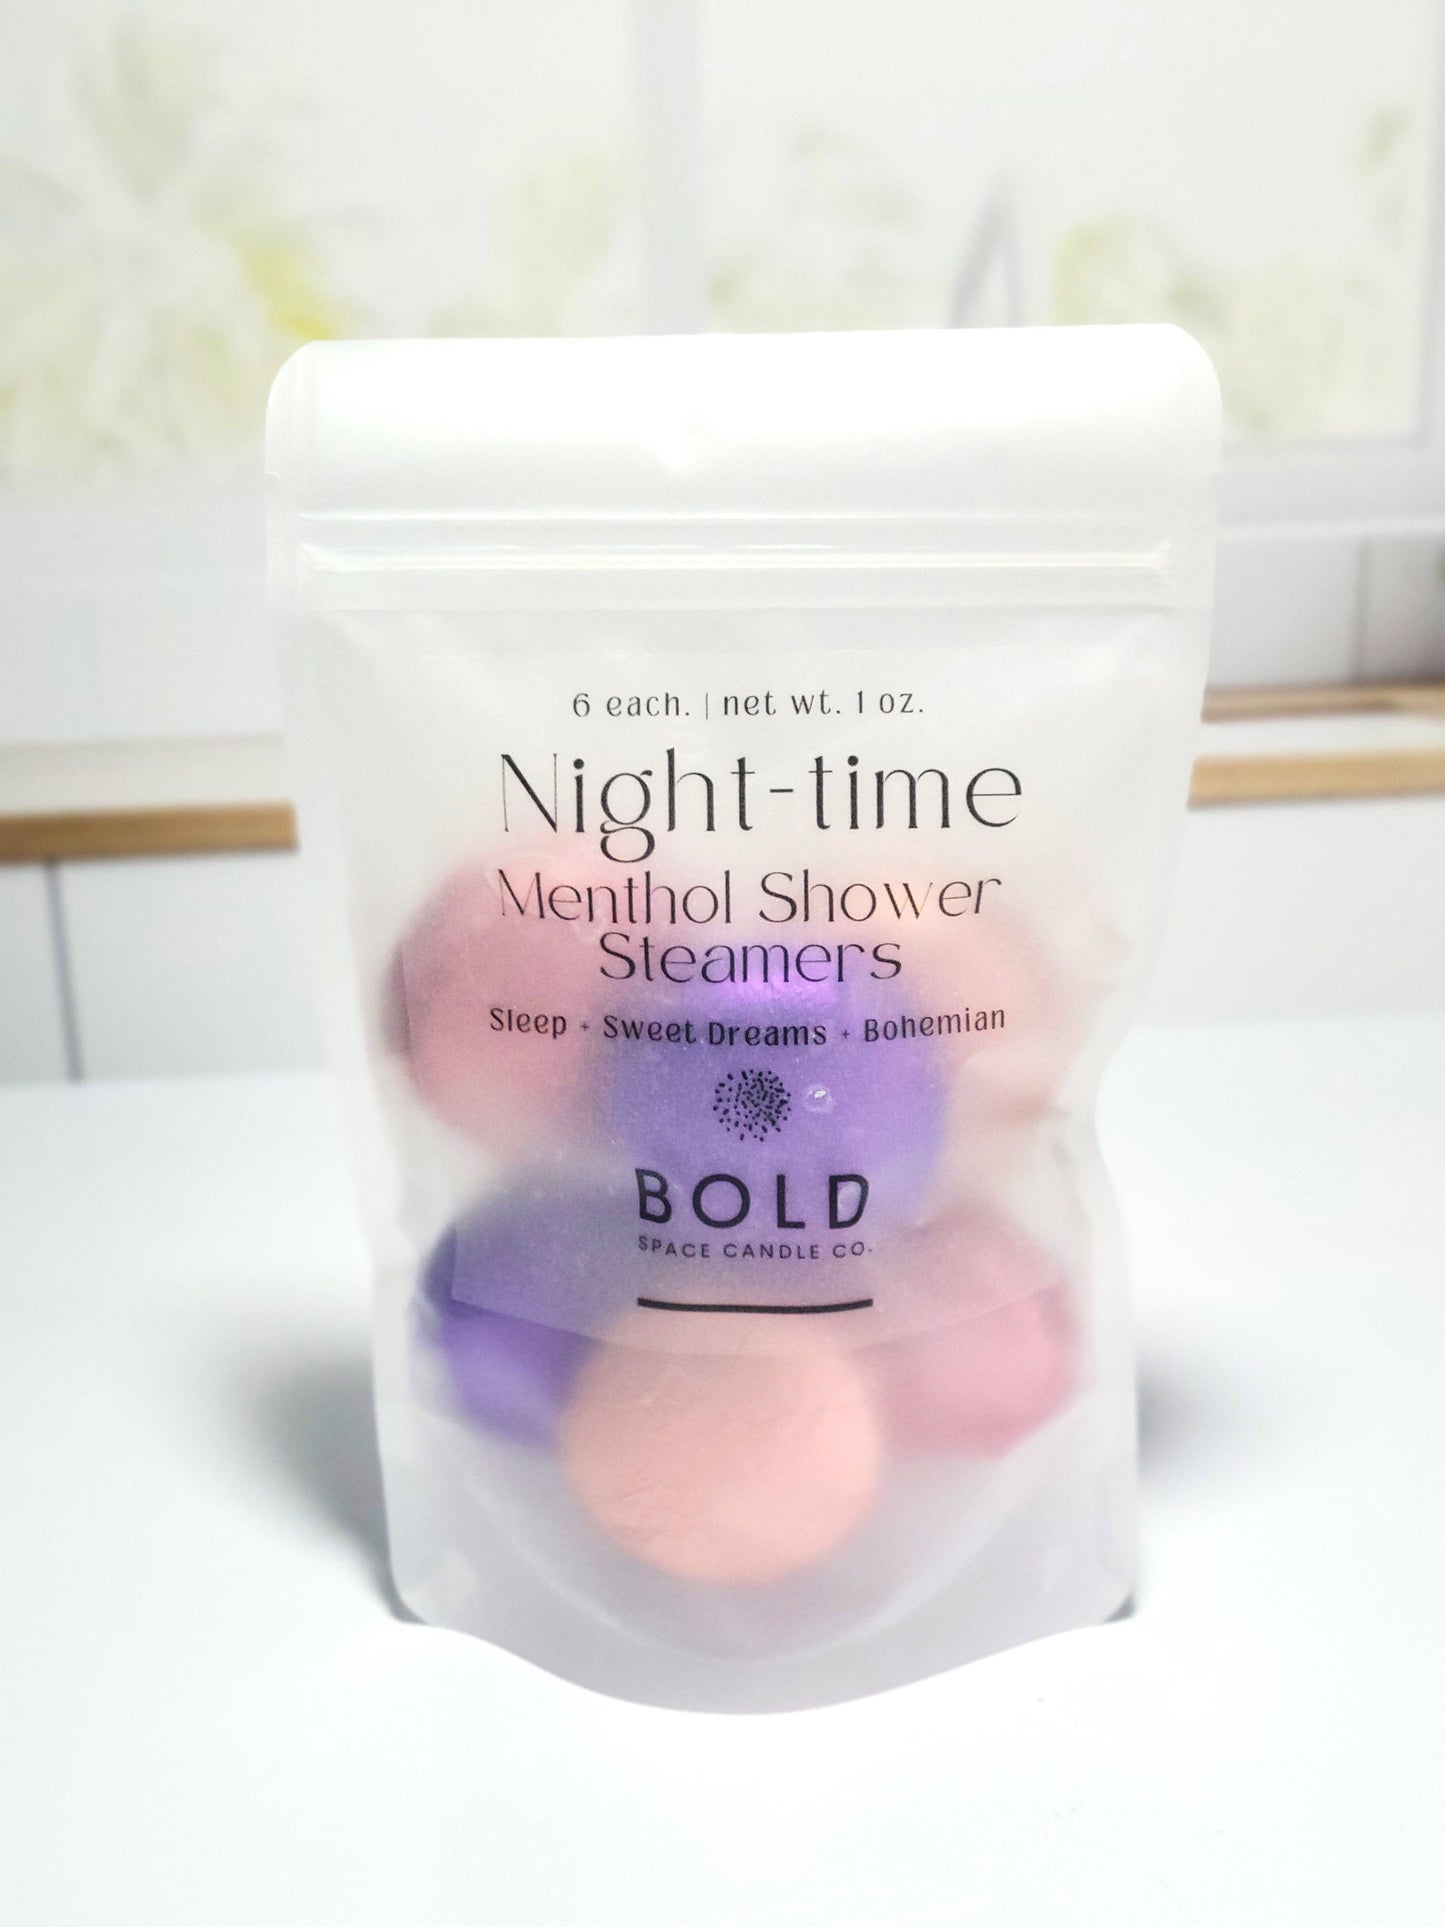 6 each. | net wt. 1 oz.
Night-time
Menthol Shower
Steamers
Sleep + Sweet Dreams + Bohemian
BOLD
SPACE CANDLE CO.